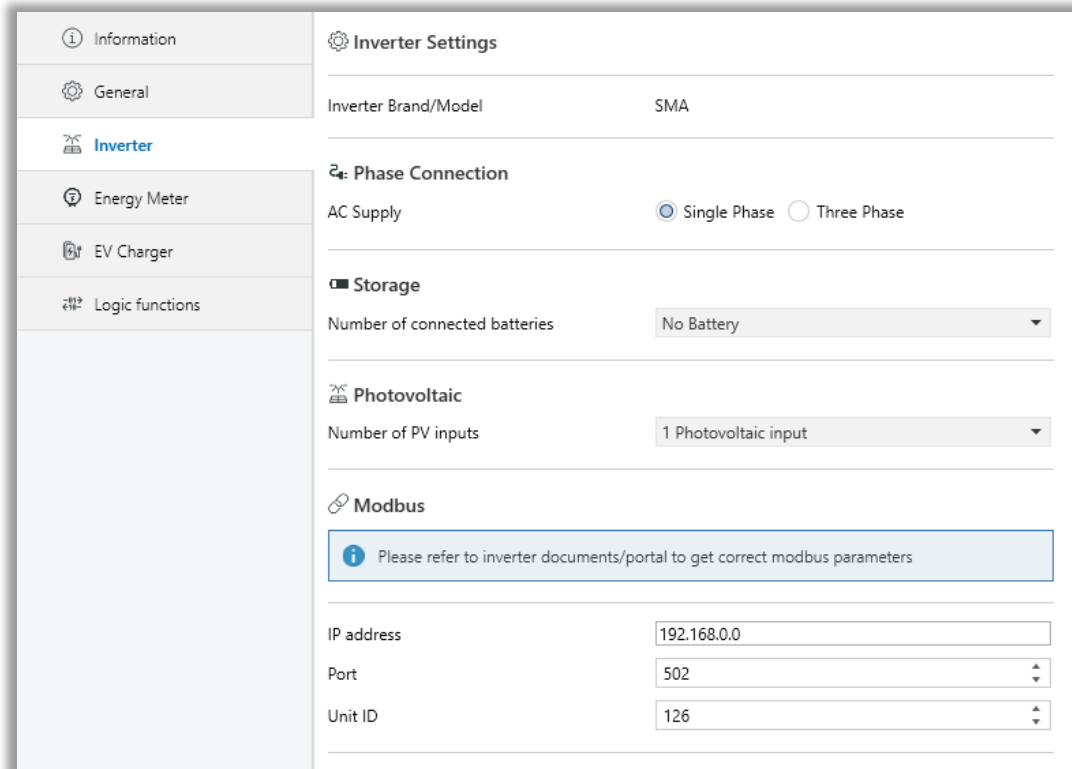 Information
General
Inverter
Energy Meter
EV Charger
Logic functions
Inverter Settings
Inverter Brand/Model SMA
Phase Connection
AC Supply Single Phase Three Phase
Storage
Number of connected batteries No Battery
Photovoltaic
Number of PV inputs 1 Photovoltaic input
Modbus
Please refer to inverter documents/portal to get correct modbus parameters
IP address 192.168.0.0
Port 502
Unit ID 126